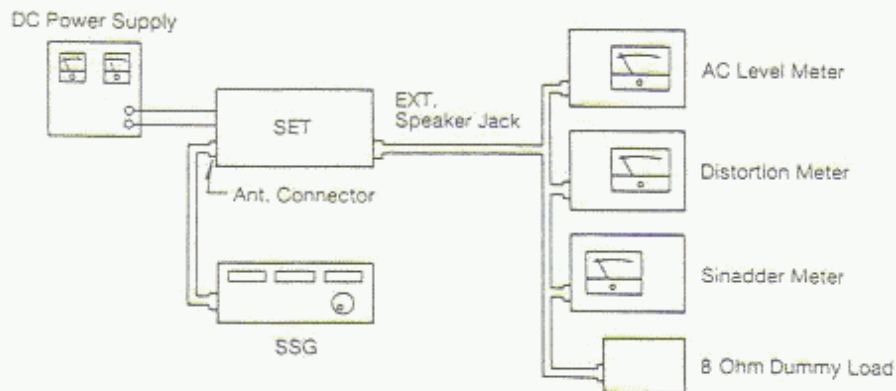 DC Power Supply
SET
EXT.
Speaker Jack
Ant. Connector
SSG
AC Level Meter
Distortion Meter
Sinadder Meter
8 Ohm Dummy Load